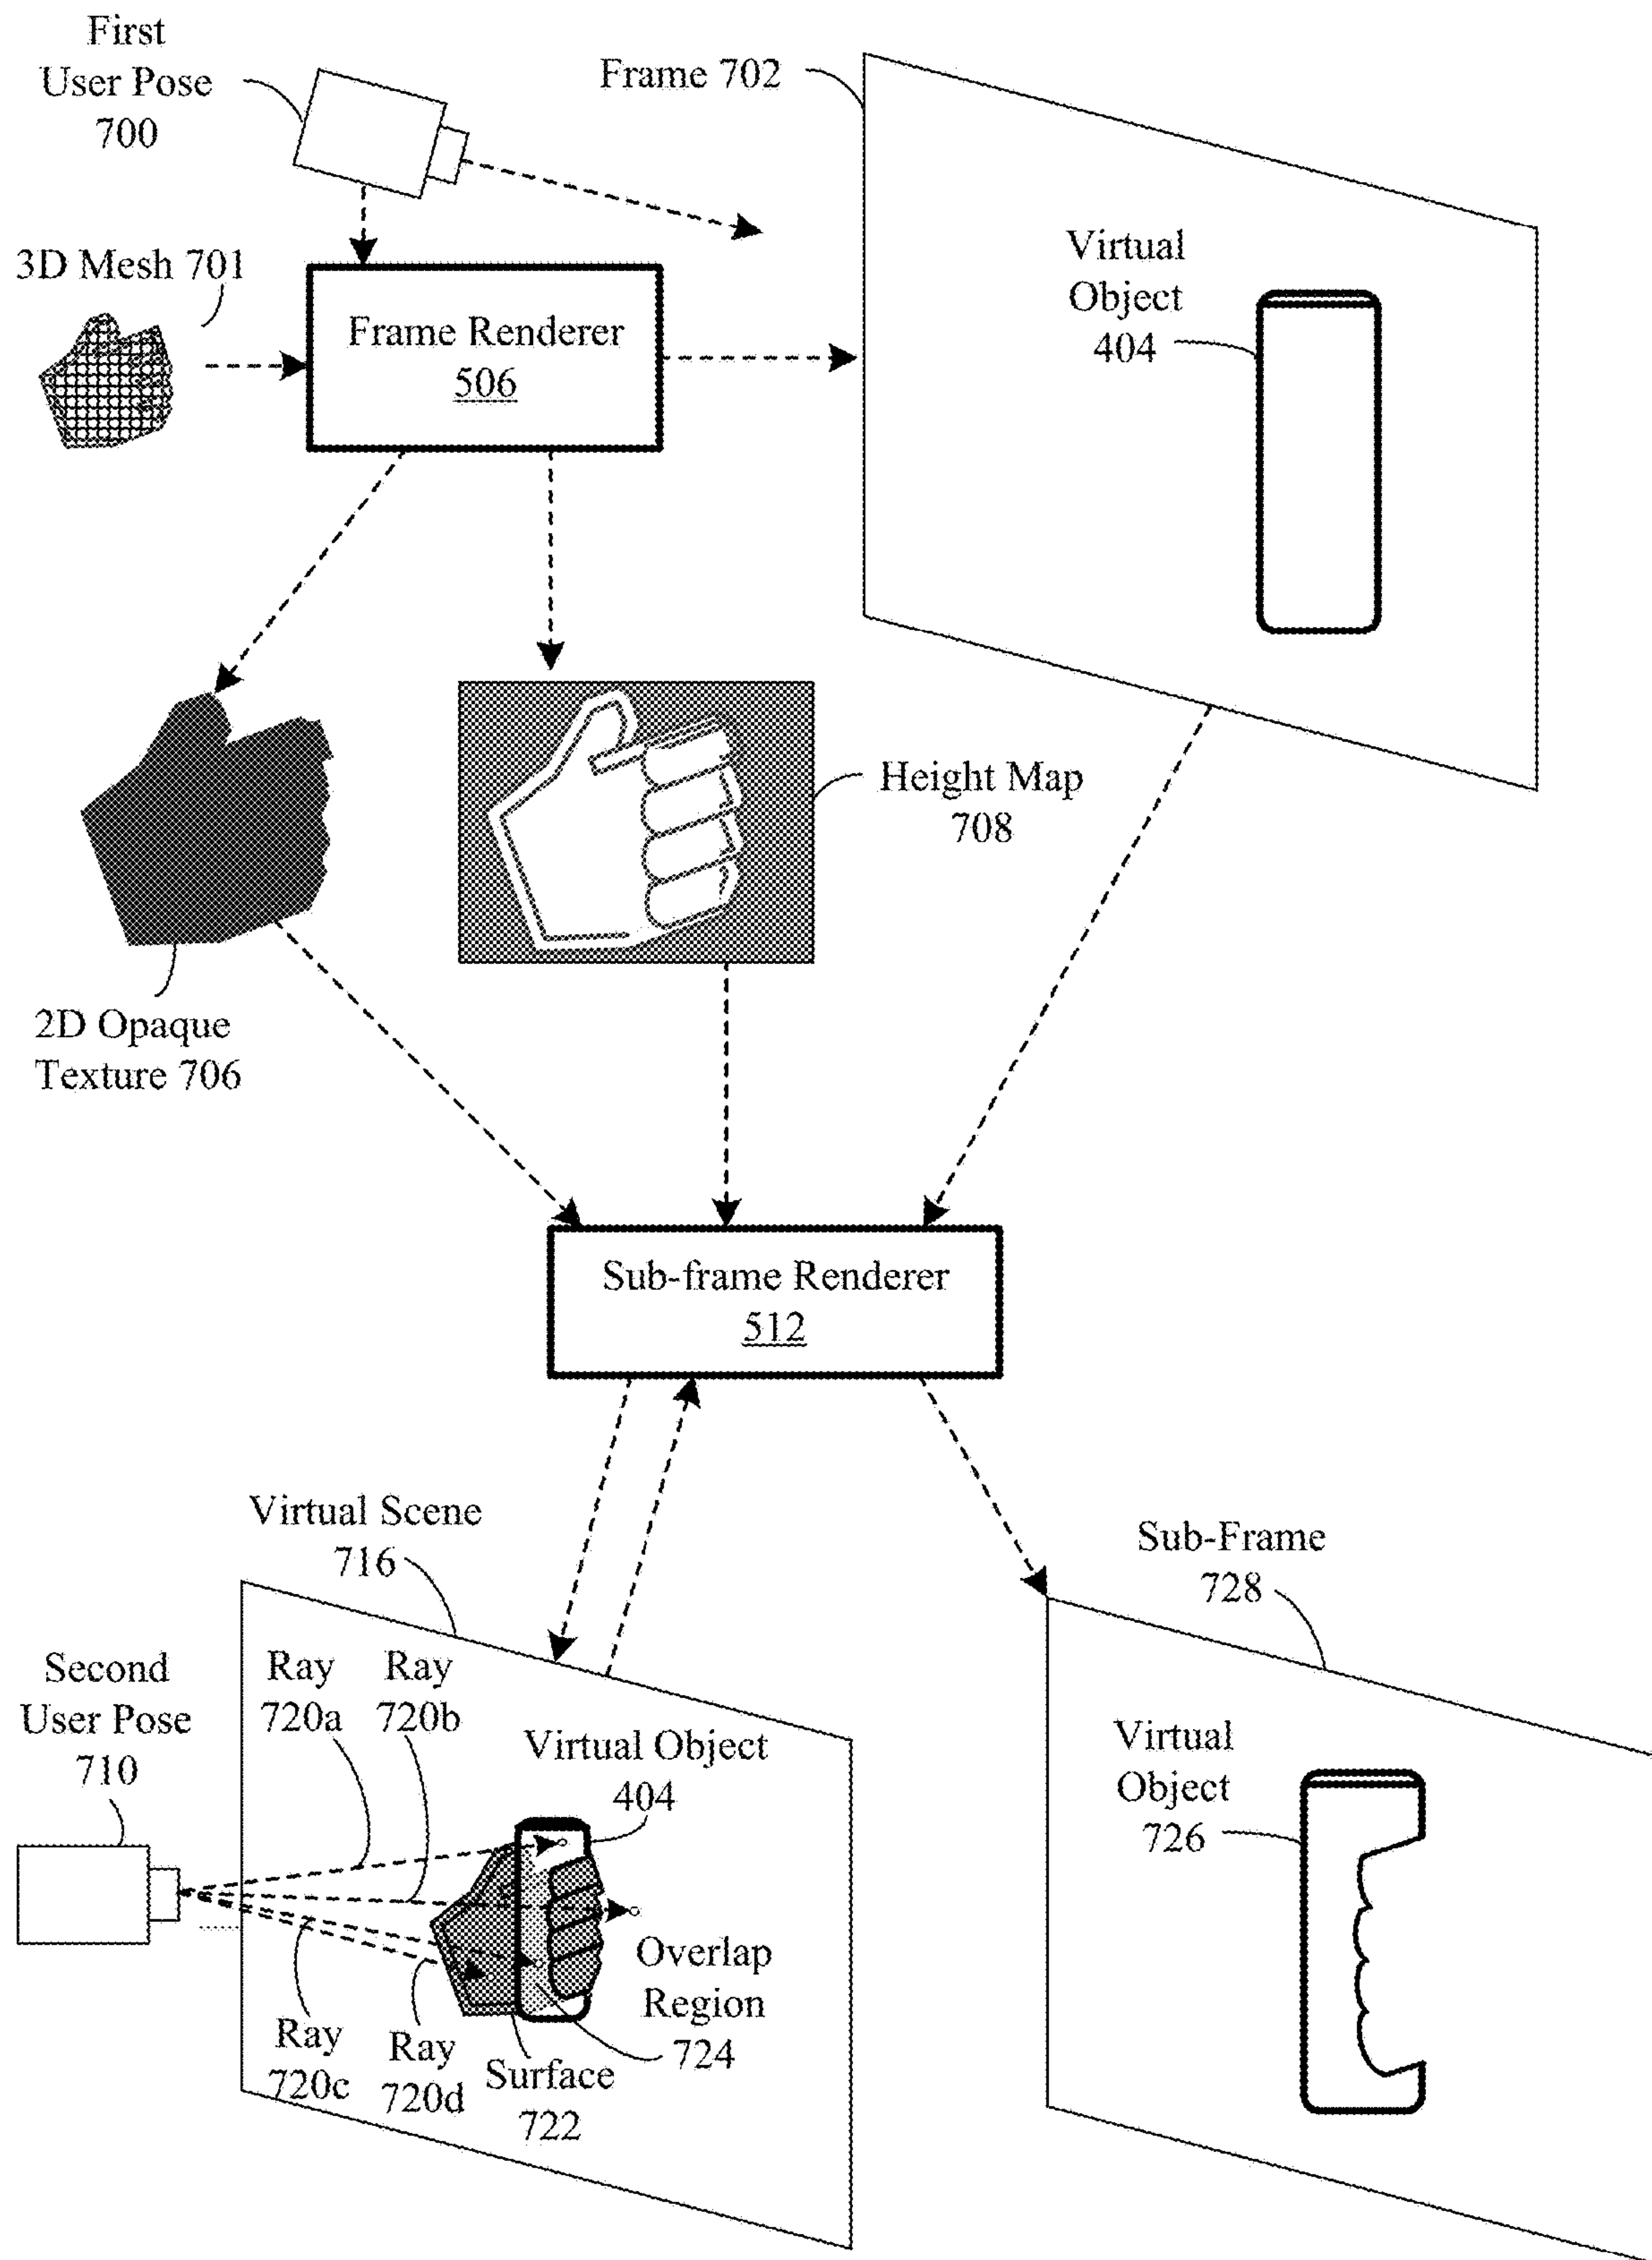 First
User Pose
700
Frame 702
3D Mesh 701
Frame Renderer
506
Virtual
Object
404
Height Map
708
2D Opaque
Texture 706
Sub-frame Renderer
512
Virtual Scene
716
Sub-Frame
728
Second
User Pose
710
Ray
720a
Ray
720b
Virtual Object
404
Virtual
Object
726
Overlap
Region
724
Ray
720c
Ray
720d
Surface
722